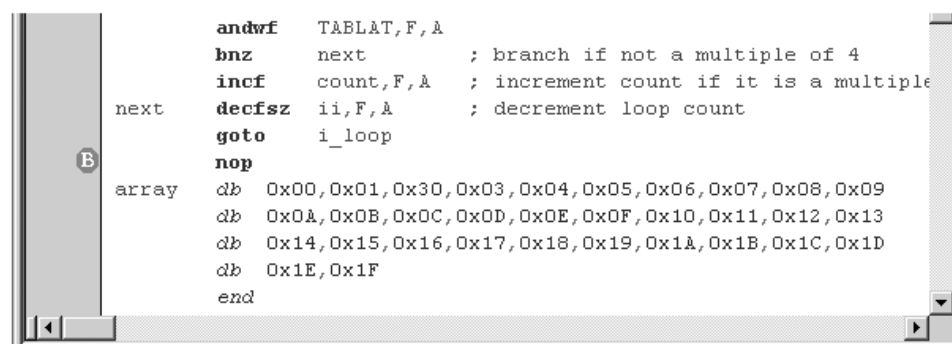 andwf TABLAT,F,A
bnz next ; branch if not a multiple of 4
incf count,F,A ; increment count if it is a multiple
next decfsz ii,F,A ; decrement loop count
goto i_loop
B nop
array db 0x00,0x01,0x30,0x03,0x04,0x05,0x06,0x07,0x08,0x09
db 0x0A,0x0B,0x0C,0x0D,0x0E,0x0F,0x10,0x11,0x12,0x13
db 0x14,0x15,0x16,0x17,0x18,0x19,0x1A,0x1B,0x1C,0x1D
db 0x1E,0x1F
end